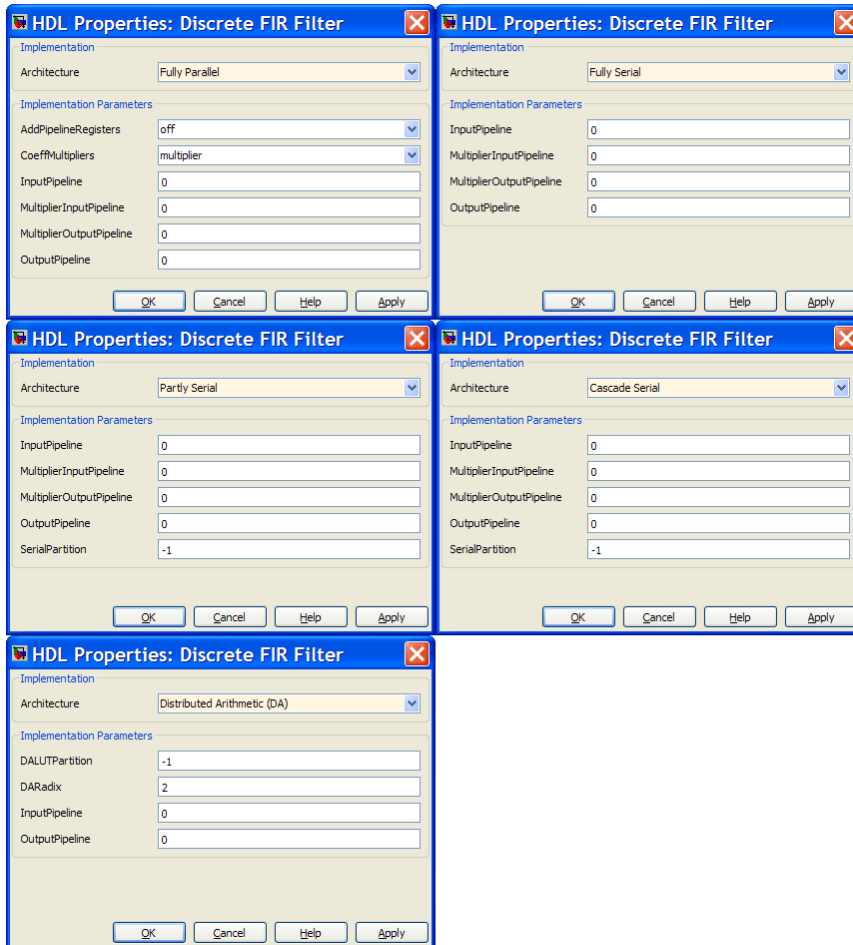 HDL Properties: Discrete FIR Filter
Implementation
Architecture Fully Parallel
Implementation Parameters
AddPipelineRegisters off
CoeffMultipliers multiplier
InputPipeline 0
MultiplierInputPipeline 0
MultiplierOutputPipeline 0
OutputPipeline 0
OK Cancel Help Apply
HDL Properties: Discrete FIR Filter
Implementation
Architecture Fully Serial
Implementation Parameters
InputPipeline 0
MultiplierInputPipeline 0
MultiplierOutputPipeline 0
OutputPipeline 0
OK Cancel Help Apply
HDL Properties: Discrete FIR Filter
Implementation
Architecture Partly Serial
Implementation Parameters
InputPipeline 0
MultiplierInputPipeline 0
MultiplierOutputPipeline 0
OutputPipeline 0
SerialPartition -1
OK Cancel Help Apply
HDL Properties: Discrete FIR Filter
Implementation
Architecture Cascade Serial
Implementation Parameters
InputPipeline 0
MultiplierInputPipeline 0
MultiplierOutputPipeline 0
OutputPipeline 0
SerialPartition -1
OK Cancel Help Apply
HDL Properties: Discrete FIR Filter
Implementation
Architecture Distributed Arithmetic (DA)
Implementation Parameters
DALUTPartition -1
DARadix 2
InputPipeline 0
OutputPipeline 0
OK Cancel Help Apply